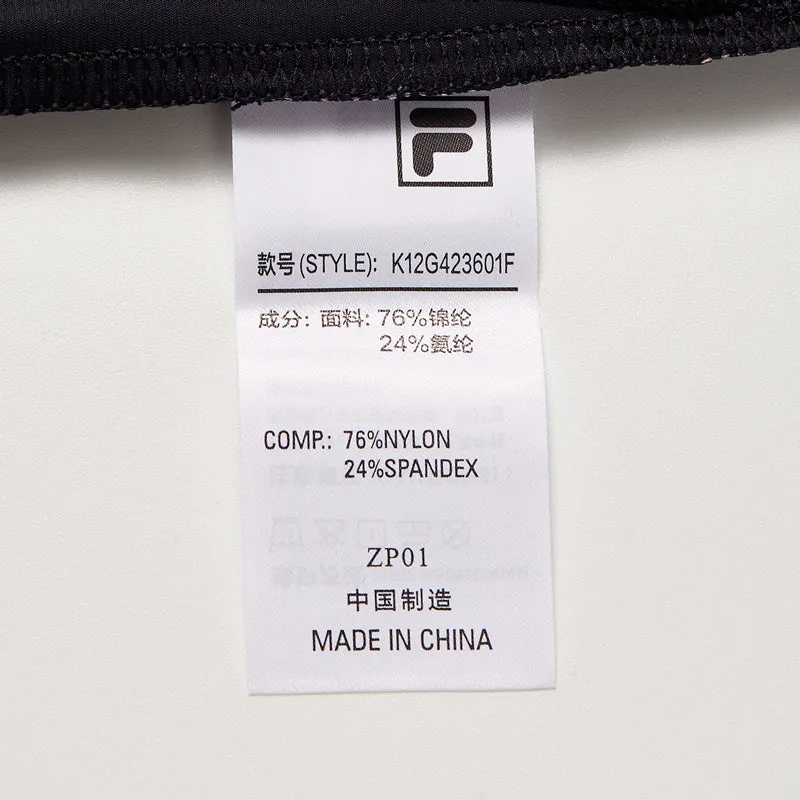 F
款号(STYLE): K12G423601F
成分: 面料: 76%锦纶
24%氨纶
COMP.: 76%NYLON
24%SPANDEX
ZP01
中国制造
MADE IN CHINA